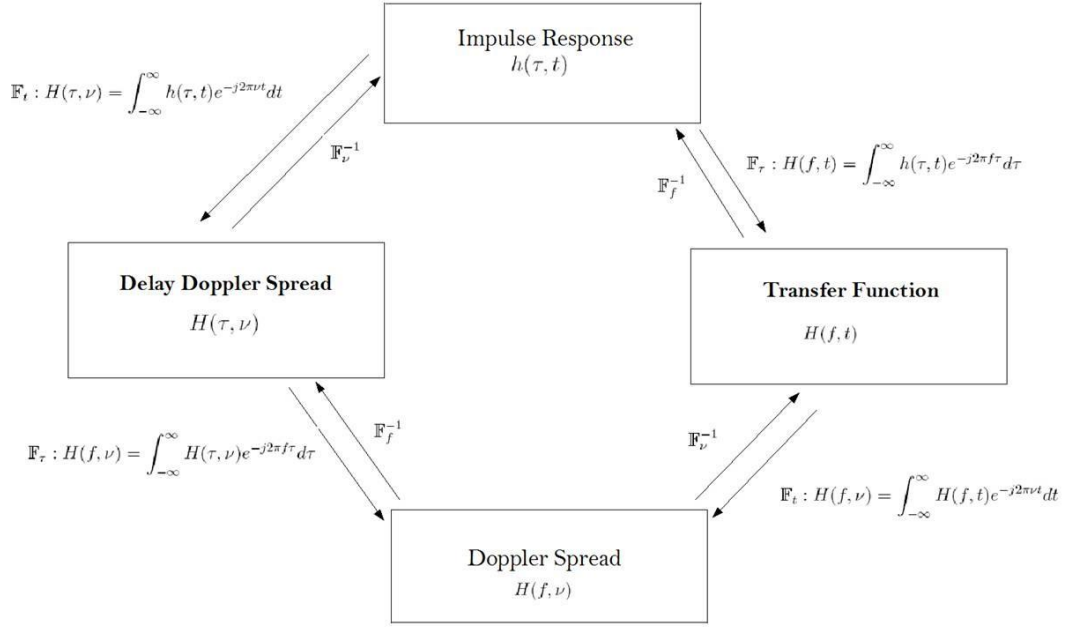 Impulse Response
h(τ, t)
𝔽_t : H(τ, ν) = ∫_{−∞}^{∞} h(τ, t)e^{−j2πνt}dt
𝔽_ν^{−1}
𝔽_f^{−1}
𝔽_τ : H(f, t) = ∫_{−∞}^{∞} h(τ, t)e^{−j2πfτ}dτ
Delay Doppler Spread
H(τ, ν)
Transfer Function
H(f, t)
𝔽_τ : H(f, ν) = ∫_{−∞}^{∞} H(τ, ν)e^{−j2πfτ}dτ
𝔽_f^{−1}
𝔽_ν^{−1}
𝔽_t : H(f, ν) = ∫_{−∞}^{∞} H(f, t)e^{−j2πνt}dt
Doppler Spread
H(f, ν)